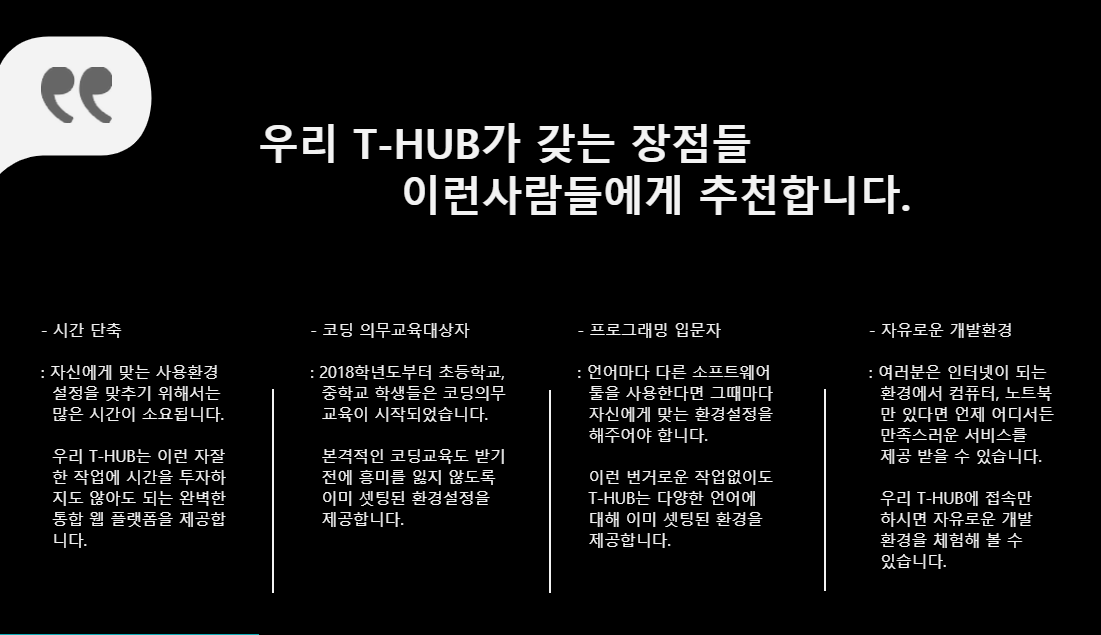 우리 T-HUB가 갖는 장점들
이런사람들에게 추천합니다.
- 시간 단축
: 자신에게 맞는 사용환경
설정을 맞추기 위해서는
많은 시간이 소요됩니다.
우리 T-HUB는 이런 자잘
한 작업에 시간을 투자하
지도 않아도 되는 완벽한
통합 웹 플랫폼을 제공합
니다.
- 코딩 의무교육대상자
: 2018학년도부터 초등학교,
중학교 학생들은 코딩의무
교육이 시작되었습니다.
본격적인 코딩교육도 받기
전에 흥미를 잃지 않도록
이미 셋팅된 환경설정을
제공합니다.
- 프로그래밍 입문자
: 언어마다 다른 소프트웨어
툴을 사용한다면 그때마다
자신에게 맞는 환경설정을
해주어야 합니다.
이런 번거로운 작업없이도
T-HUB는 다양한 언어에
대해 이미 셋팅된 환경을
제공합니다.
- 자유로운 개발환경
: 여러분은 인터넷이 되는
환경에서 컴퓨터, 노트북
만 있다면 언제 어디서든
만족스러운 서비스를
제공 받을 수 있습니다.
우리 T-HUB에 접속만
하시면 자유로운 개발
환경을 체험해 볼 수
있습니다.